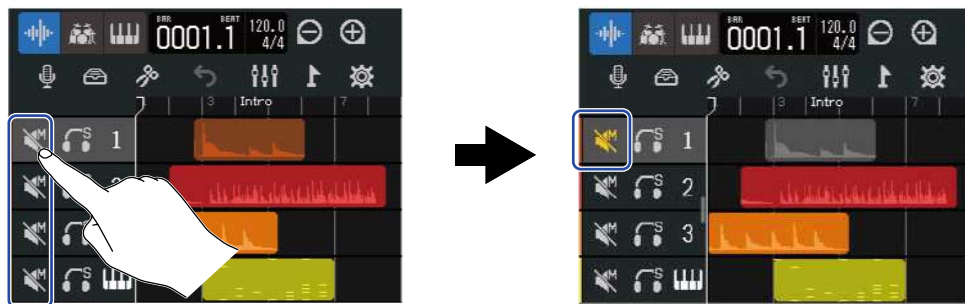 BAR BEAT 120.0
0001.1 4/4
3 Intro 7
M S 1
M S 2
M
M S
BAR BEAT 120.0
0001.1 4/4
3 Intro 7
M S 1
M S 2
M S 3
M S